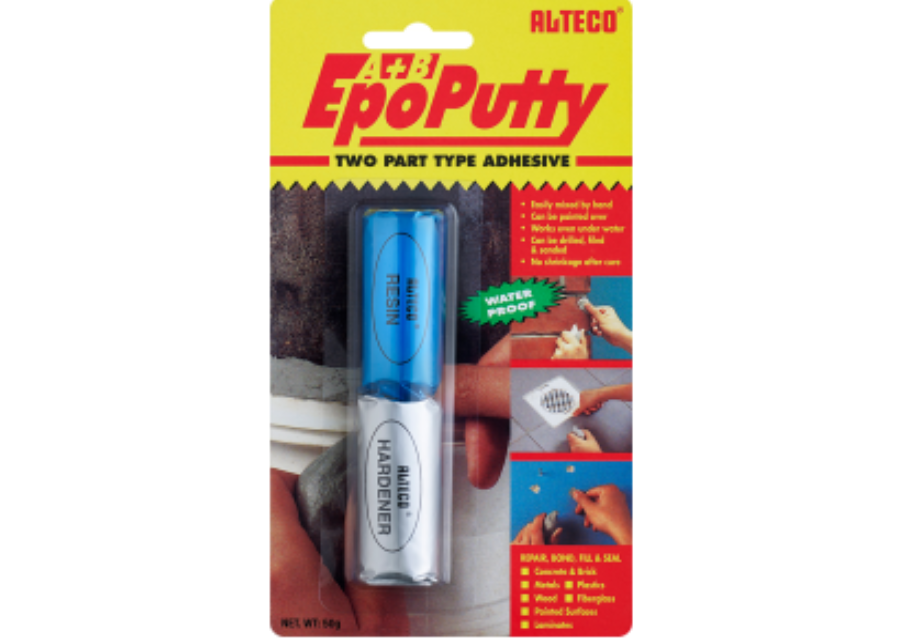 ALTECO®
A+B
EpoPutty
TWO PART TYPE ADHESIVE
• Easily mixed by hand
• Can be painted over
• Works even under water
• Can be drilled, filed
& sanded
• No shrinkage after cure
WATER
PROOF
ALTECO®
RESIN
ALTECO®
HARDENER
REPAIR, BOND, FILL & SEAL
Concrete & Brick
Metals Plastics
Wood Fiberglass
Painted Surfaces
Laminates
NET. WT: 50g